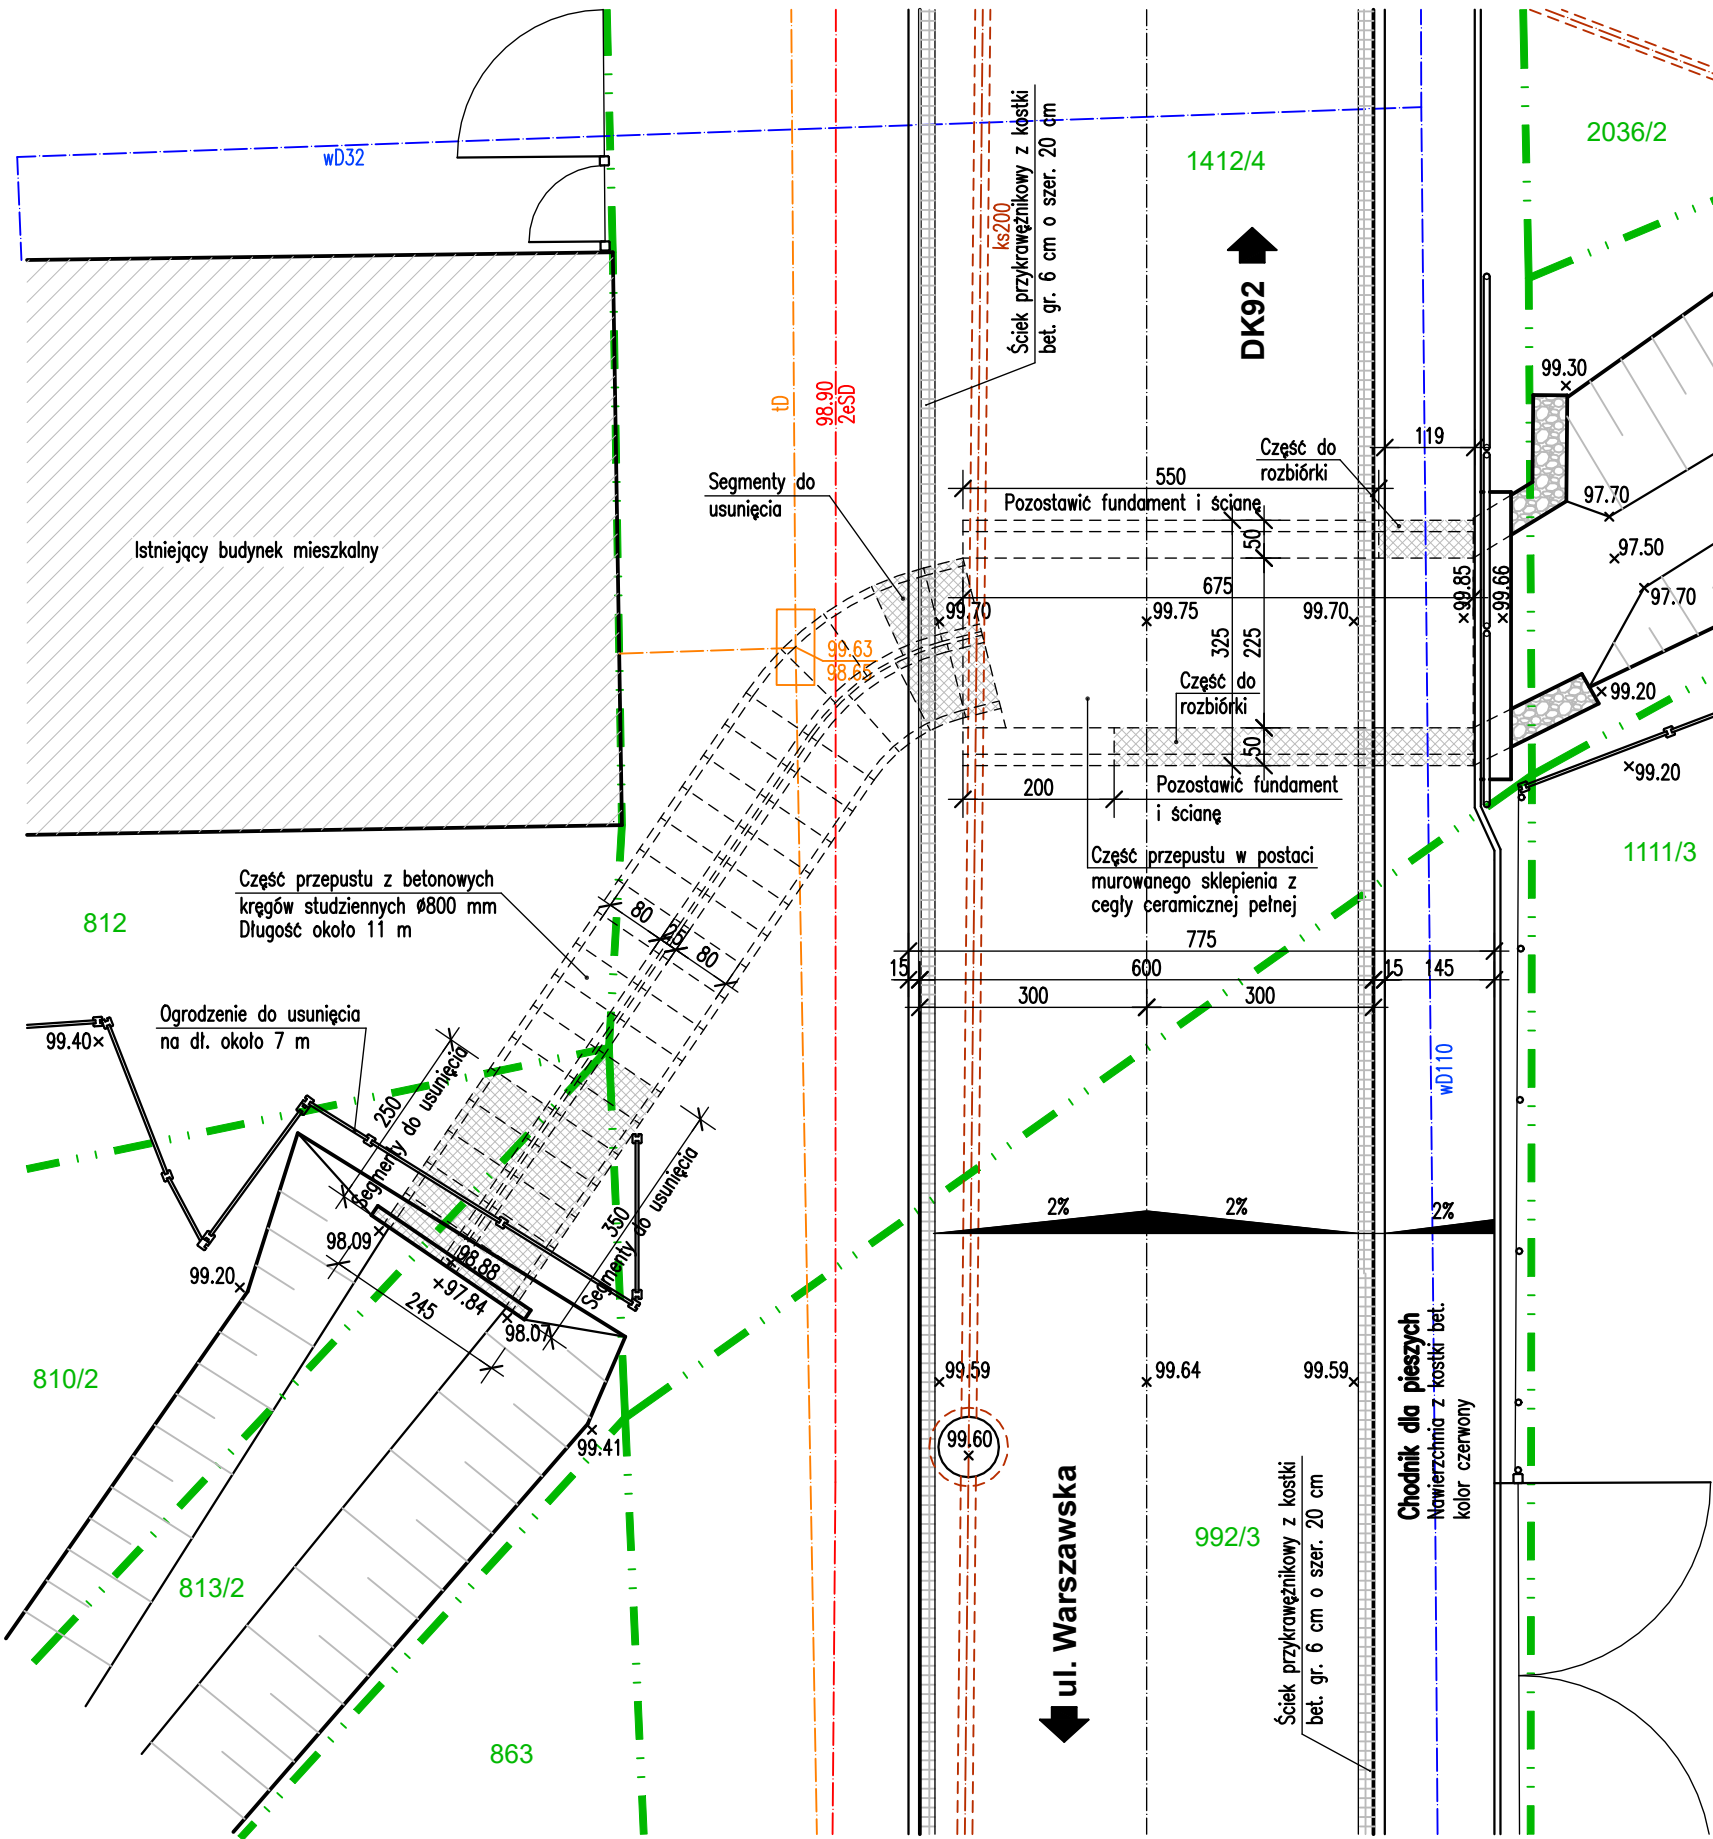 2036/2
wD32
1412/4
Ściek przykrawężnikowy z kostki
bet. gr. 6 cm o szer. 20 cm
ks200
DK92
99.30
tD
98.90
2eSD
119
Część do
rozbiórki
550
Segmenty do
usunięcia
Pozostawić fundament i ścianę
97.70
50
97.50
Istniejący budynek mieszkalny
675
99.85
99.66
97.70
99.70
99.75
99.70
325
225
99.63
98.65
Część do
rozbiórki
99.20
50
99.20
200
Pozostawić fundament
i ścianę
Część przepustu w postaci
murowanego sklepienia z
cegły ceramicznej pełnej
1111/3
Część przepustu z betonowych
kręgów studziennych Ø800 mm
Długość około 11 m
812
80
25
80
775
15
600
15
145
300
300
Ogrodzenie do usunięcia
na dł. około 7 m
99.40
250
Segmenty do usunięcia
wD110
350
Segmenty do usunięcia
2%
2%
2%
98.09
98.88
99.20
+97.84
245
98.07
810/2
99.59
99.64
99.59
99.41
99.60
Chodnik dla pieszych
Nawierzchnia z kostki bet.
kolor czerwony
ul. Warszawska
992/3
Ściek przykrawężnikowy z kostki
bet. gr. 6 cm o szer. 20 cm
813/2
863